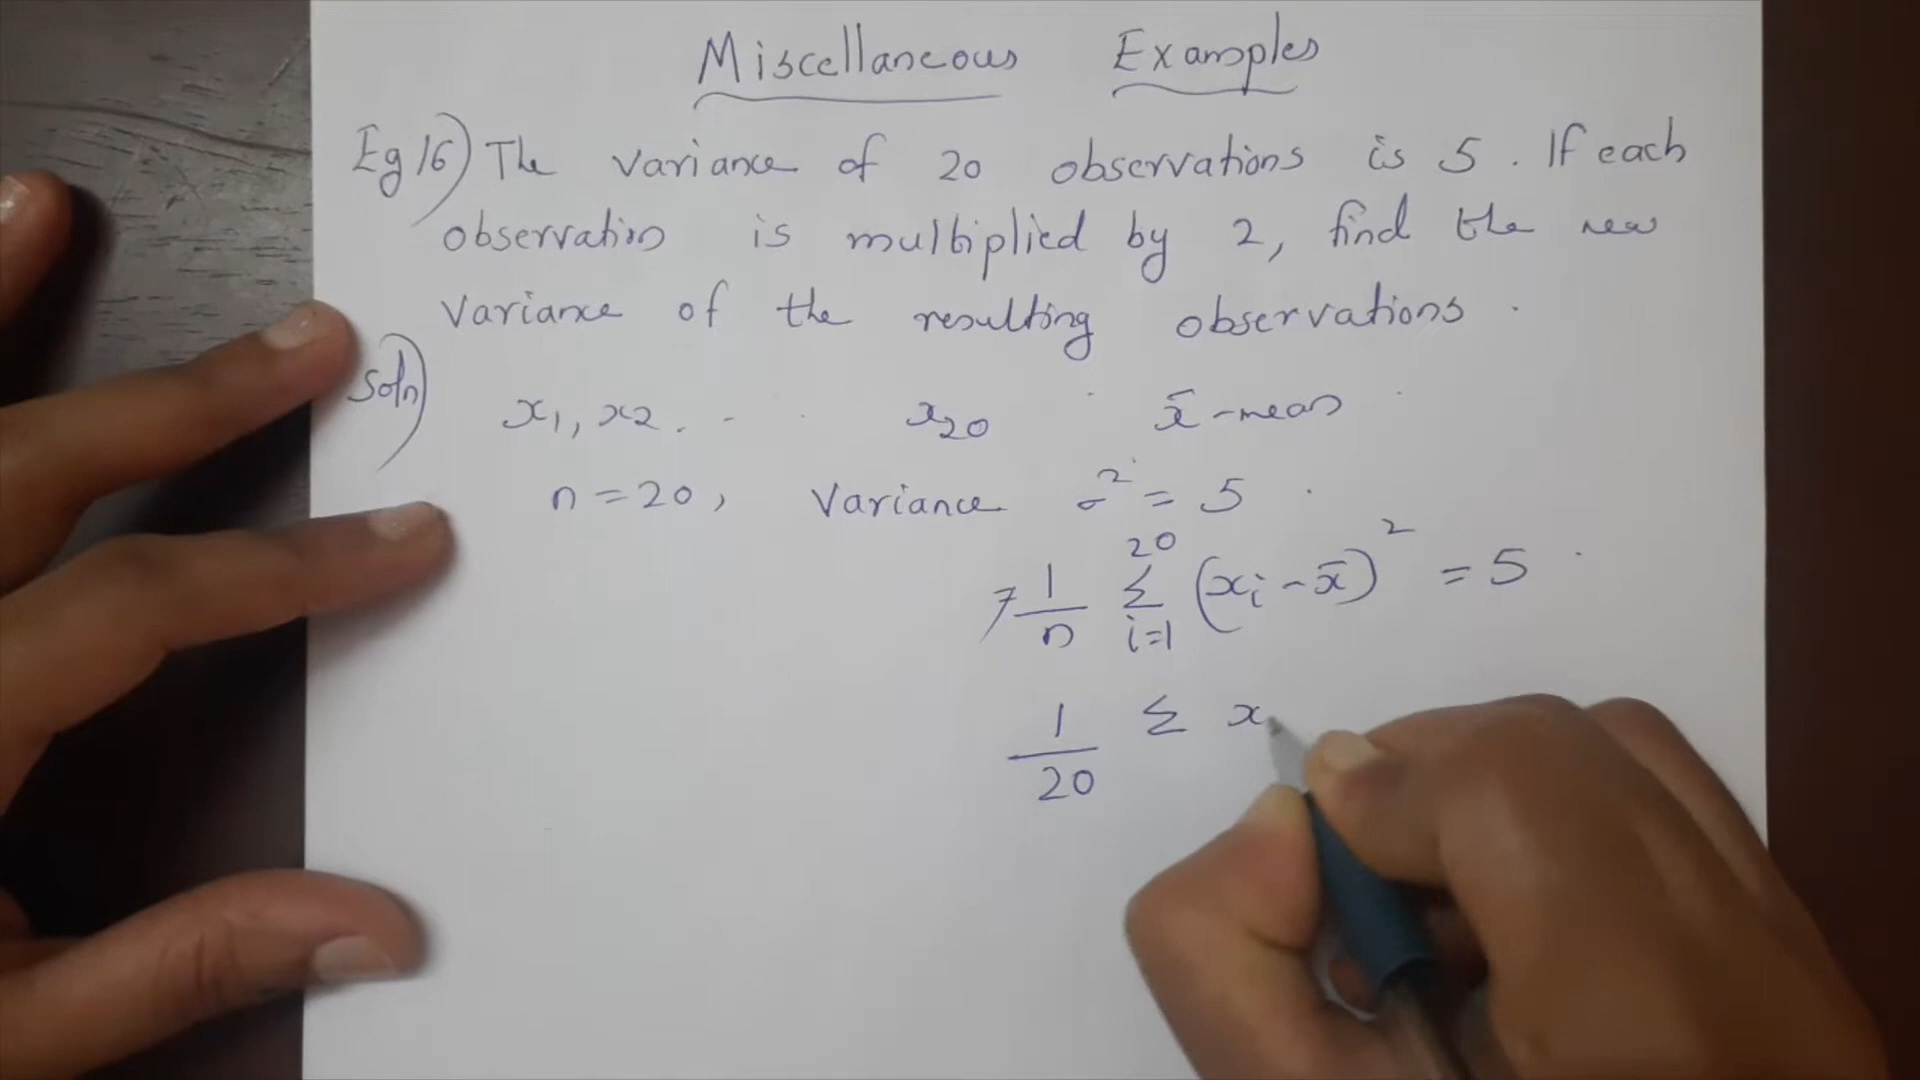 Miscellaneous Examples
Eg 16) The variance of 20 observations is 5. If each
observation is multiplied by 2, find the new
variance of the resulting observations.
Soln) x₁, x₂. - . x₂₀ x̄ - mean
n = 20, Variance σ² = 5
⇒ 1/n Σ_{i=1}^{20} (xᵢ - x̄)² = 5
1/20 Σ x